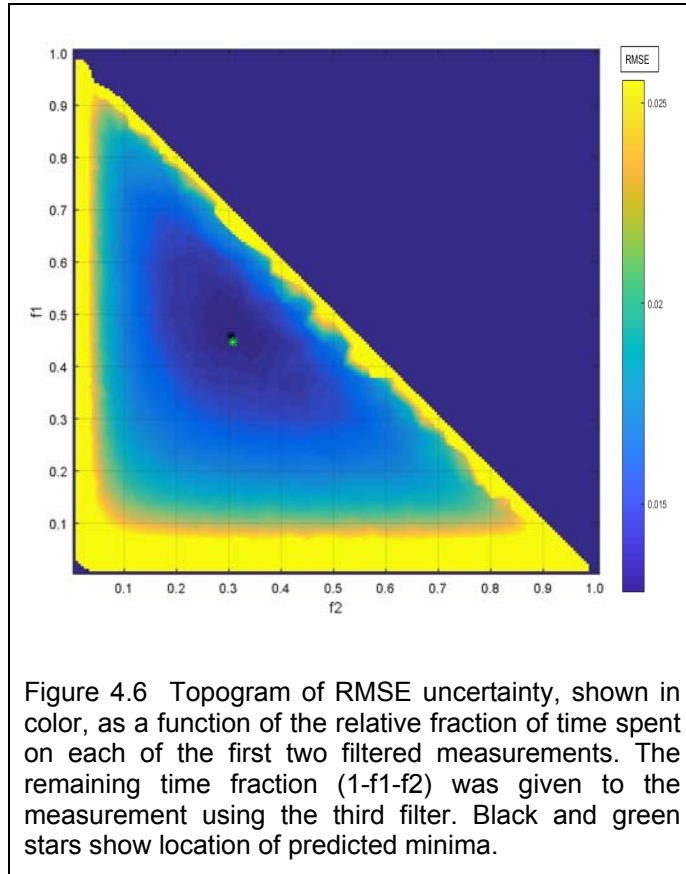 1.0
0.9
0.8
0.7
0.6
0.5
0.4
0.3
0.2
0.1
f1
0.1 0.2 0.3 0.4 0.5 0.6 0.7 0.8 0.9 1.0
f2
RMSE
0.025
0.02
0.015
Figure 4.6 Topogram of RMSE uncertainty, shown in
color, as a function of the relative fraction of time spent
on each of the first two filtered measurements. The
remaining time fraction (1-f1-f2) was given to the
measurement using the third filter. Black and green
stars show location of predicted minima.